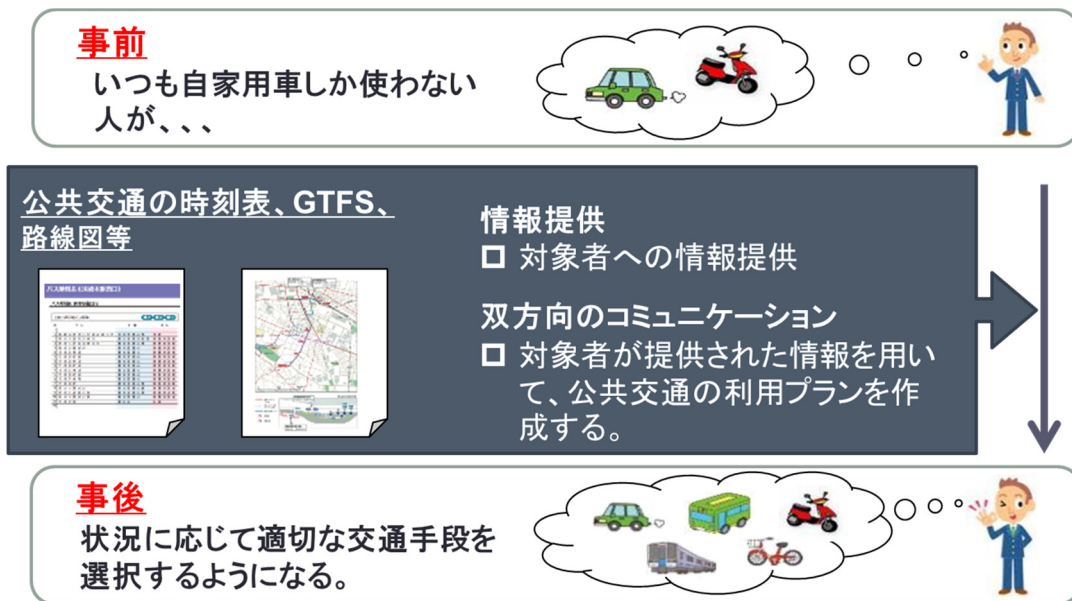 事前
いつも自家用車しか使わない
人が、、、
公共交通の時刻表、GTFS、
路線図等
情報提供
対象者への情報提供
双方向のコミュニケーション
対象者が提供された情報を用い
て、公共交通の利用プランを作
成する。
事後
状況に応じて適切な交通手段を
選択するようになる。